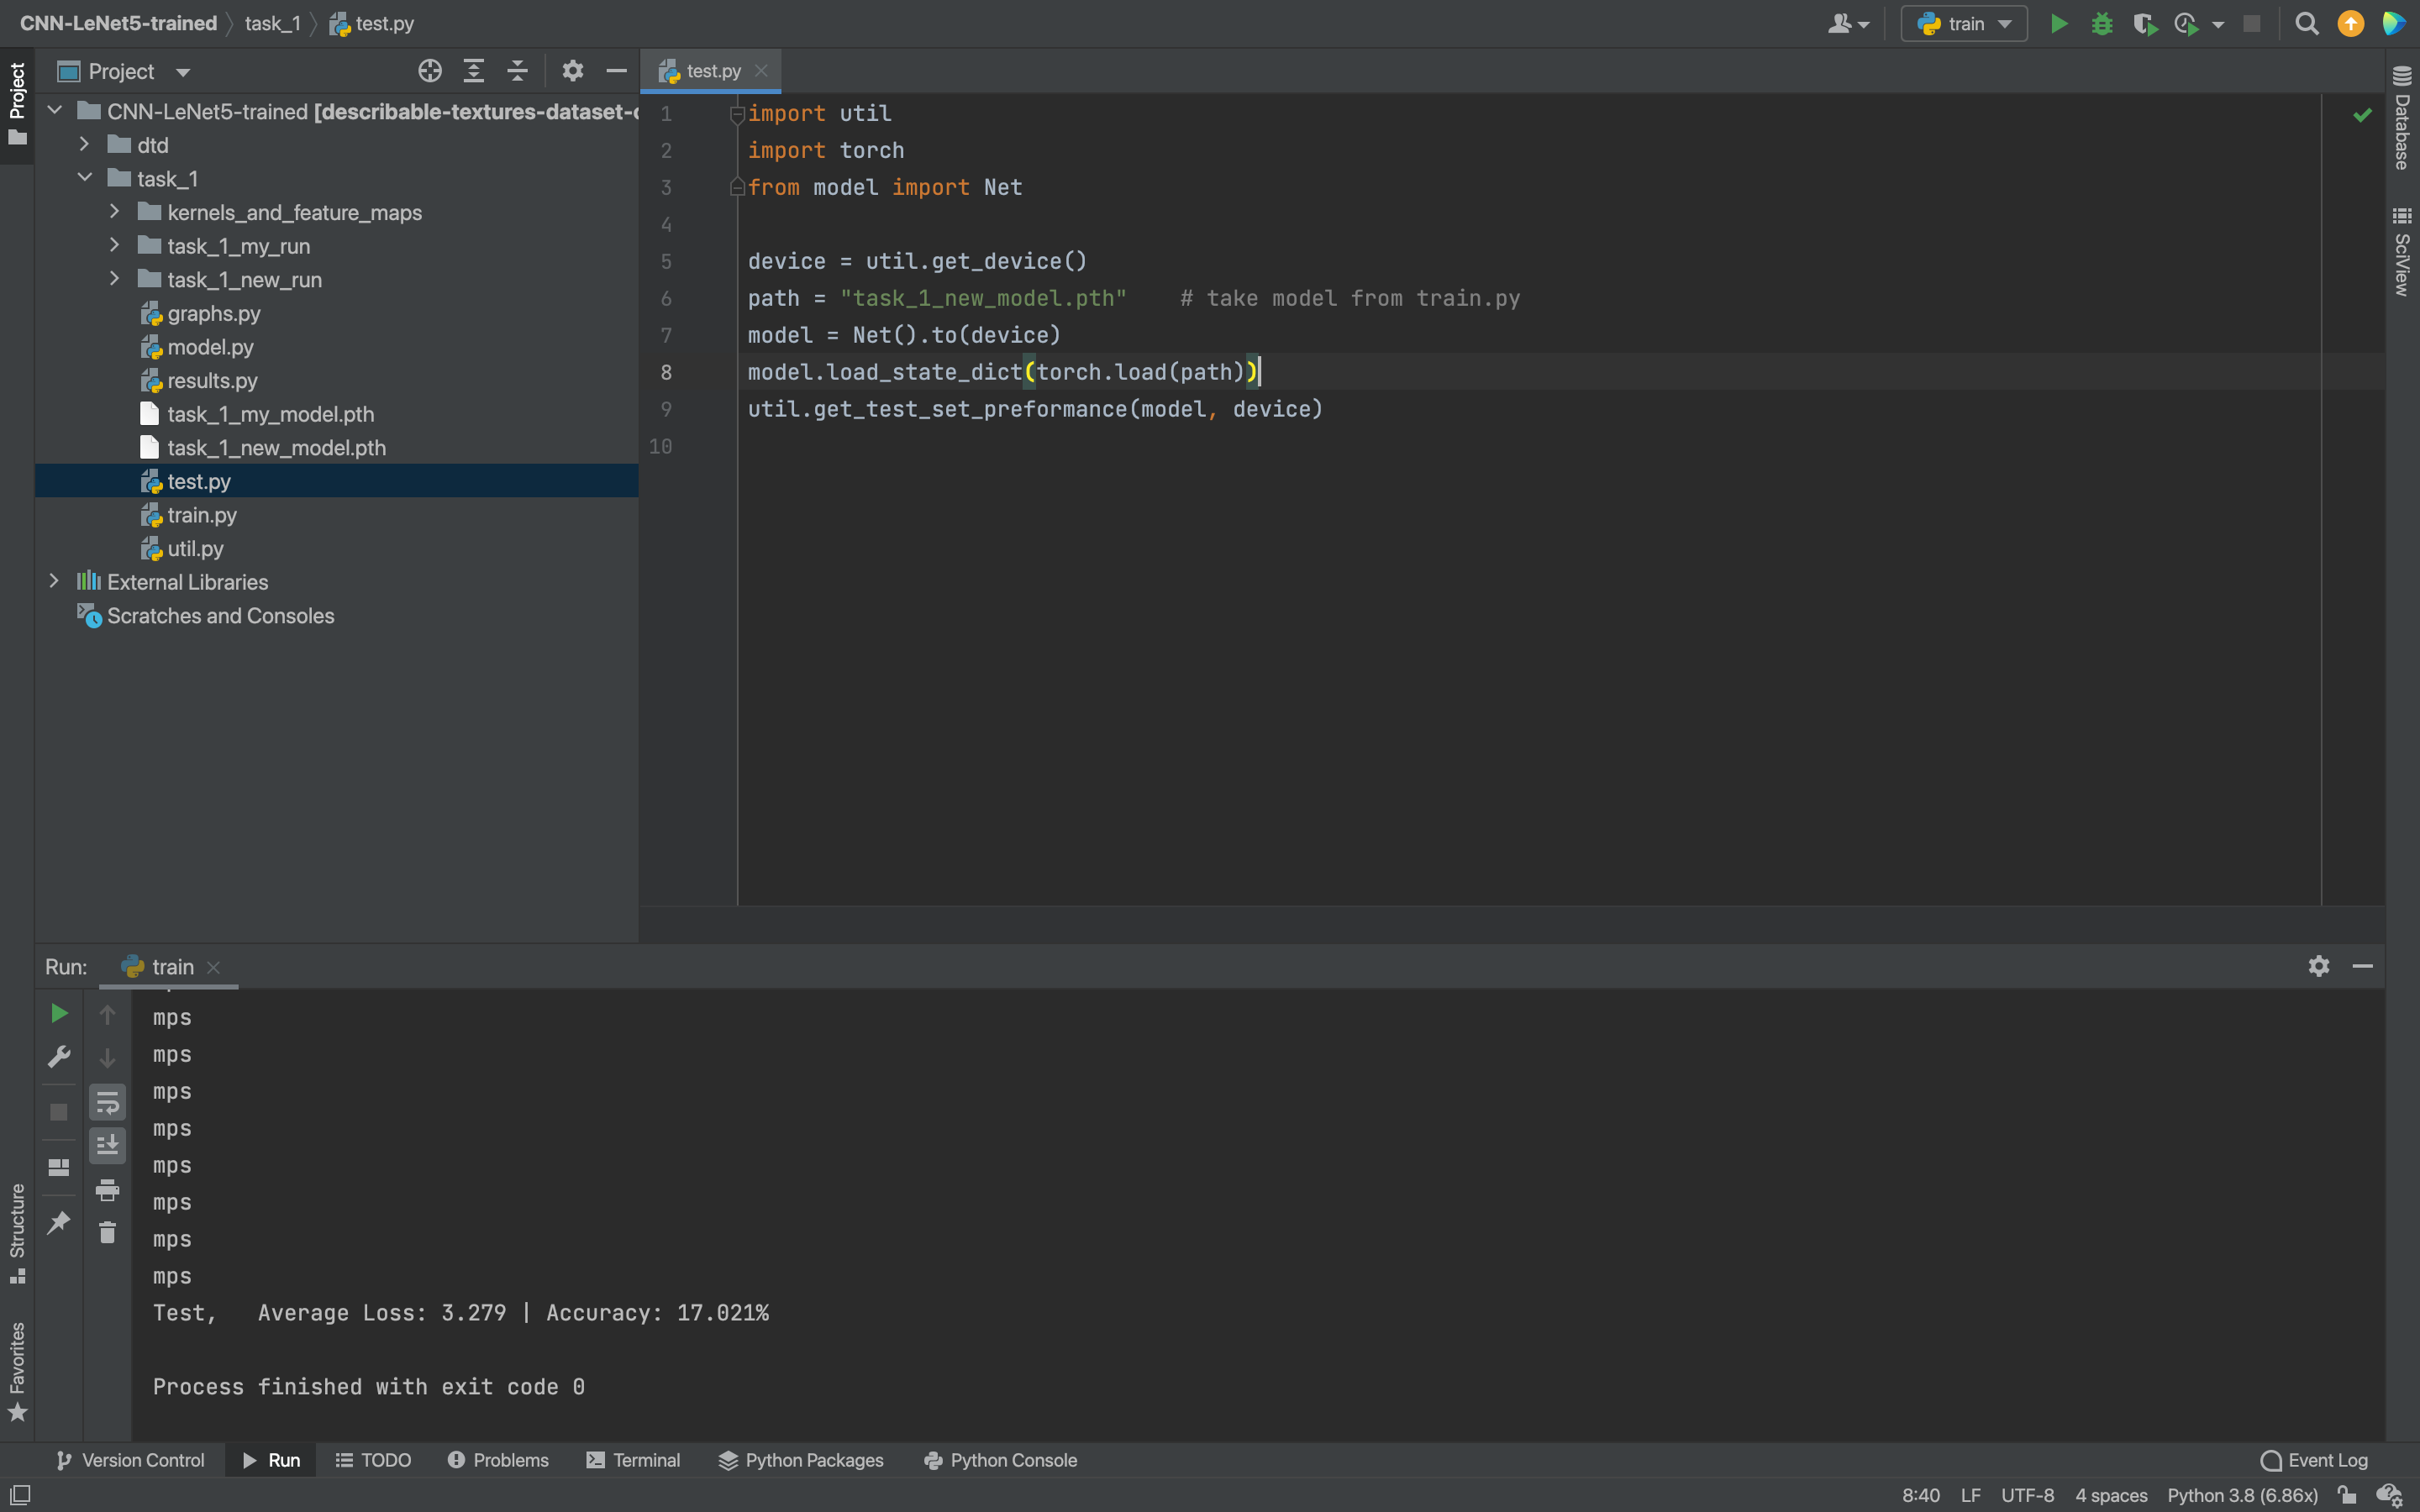 CNN-LeNet5-trained task_1 test.py
train
Project
Project
test.py
CNN-LeNet5-trained [describable-textures-dataset-
dtd
task_1
kernels_and_feature_maps
task_1_my_run
task_1_new_run
graphs.py
model.py
results.py
task_1_my_model.pth
task_1_new_model.pth
test.py
train.py
util.py
External Libraries
Scratches and Consoles
1 import util
2 import torch
3 from model import Net
4
5 device = util.get_device()
6 path = "task_1_new_model.pth"    # take model from train.py
7 model = Net().to(device)
8 model.load_state_dict(torch.load(path))
9 util.get_test_set_preformance(model, device)
10
Database
SciView
Run: train
mps
mps
mps
mps
mps
mps
mps
mps
Test,   Average Loss: 3.279 | Accuracy: 17.021%
Process finished with exit code 0
Structure
Favorites
Version Control Run TODO Problems Terminal Python Packages Python Console Event Log
8:40 LF UTF-8 4 spaces Python 3.8 (6.86x)